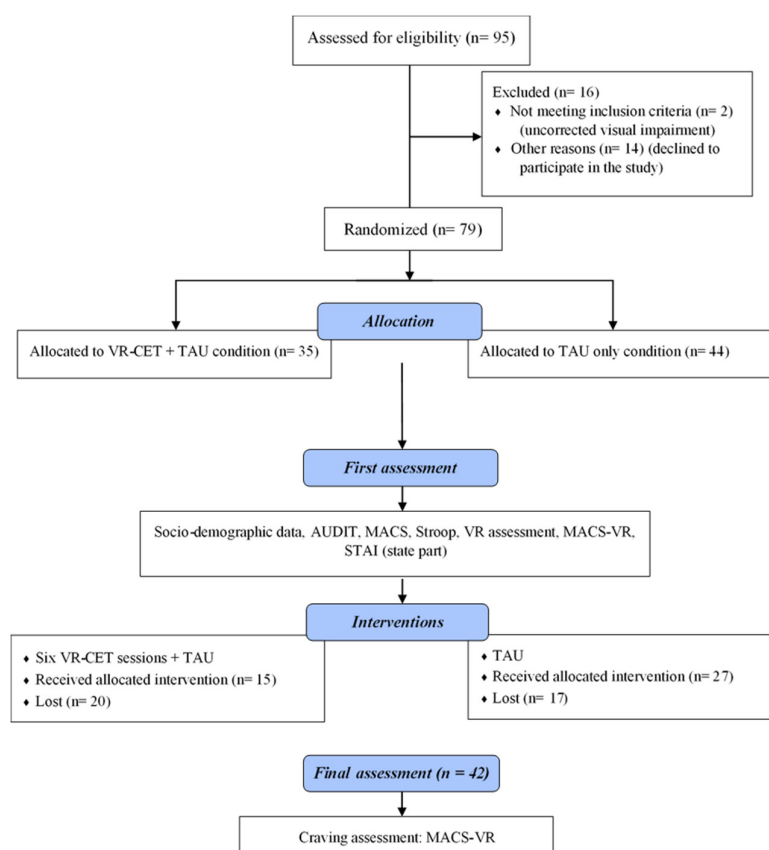 Assessed for eligibility (n= 95)
Excluded (n= 16)
♦ Not meeting inclusion criteria (n= 2)
(uncorrected visual impairment)
♦ Other reasons (n= 14) (declined to
participate in the study)
Randomized (n= 79)
Allocation
Allocated to VR-CET + TAU condition (n= 35)
Allocated to TAU only condition (n= 44)
First assessment
Socio-demographic data, AUDIT, MACS, Stroop, VR assessment, MACS-VR,
STAI (state part)
Interventions
♦ Six VR-CET sessions + TAU
♦ Received allocated intervention (n= 15)
♦ Lost (n= 20)
♦ TAU
♦ Received allocated intervention (n= 27)
♦ Lost (n= 17)
Final assessment (n = 42)
Craving assessment: MACS-VR